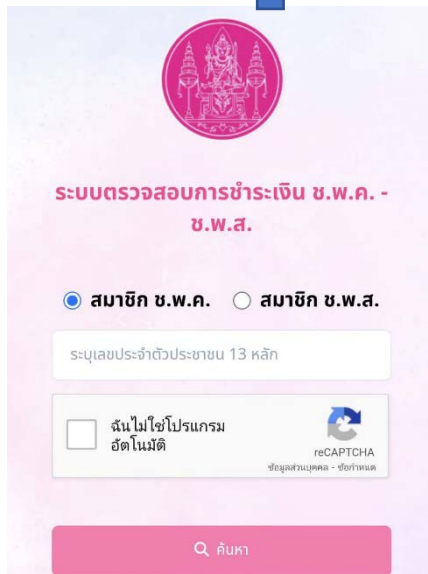 ระบบตรวจสอบการชำระเงิน ช.พ.ค. -
ช.พ.ส.
สมาชิก ช.พ.ค. สมาชิก ช.พ.ส.
ระบุเลขประจำตัวประชาชน 13 หลัก
ฉันไม่ใช่โปรแกรม
อัตโนมัติ
reCAPTCHA
ข้อมูลส่วนบุคคล - ข้อกำหนด
ค้นหา